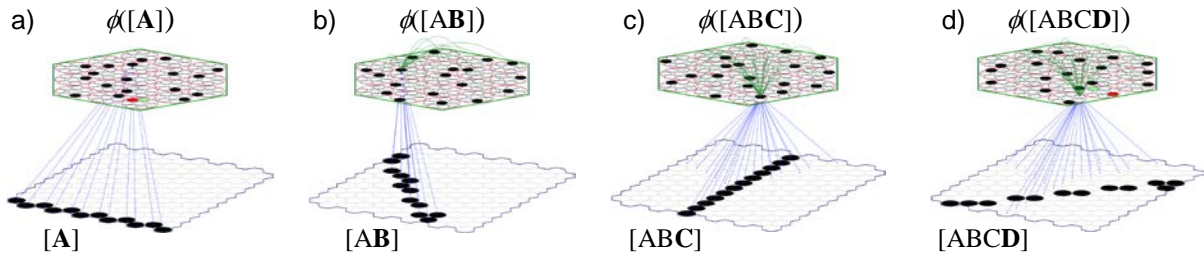 a) ϕ([A]) b) ϕ([AB]) c) ϕ([ABC]) d) ϕ([ABCD])
[A] [AB] [ABC] [ABCD]